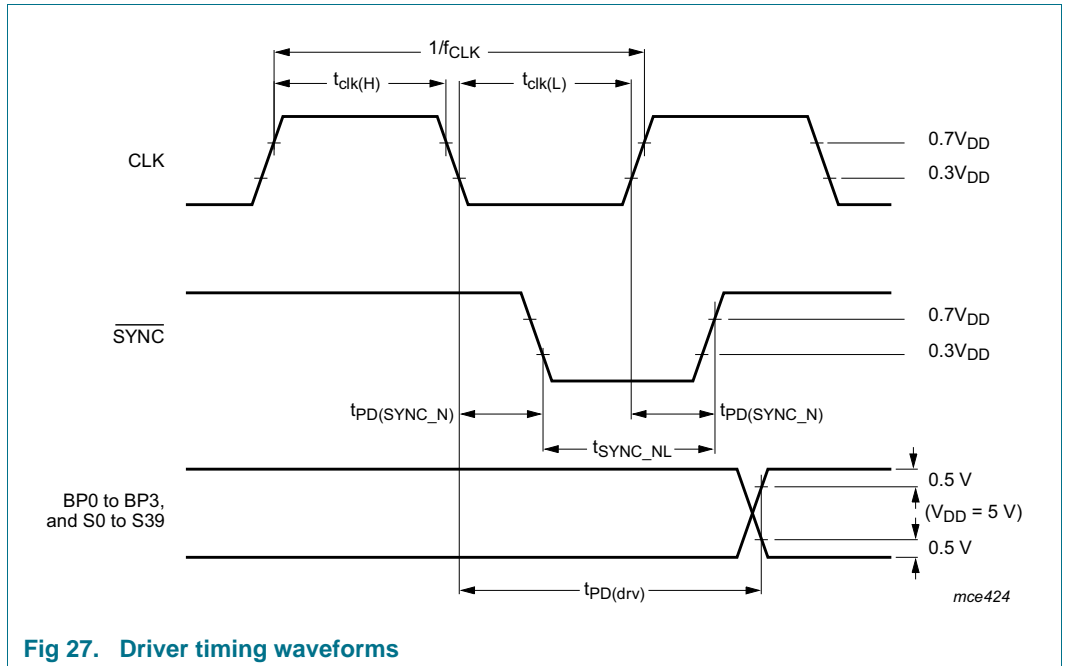 1/fCLK
tclk(H)
tclk(L)
CLK
0.7VDD
0.3VDD
SYNC
0.7VDD
0.3VDD
tPD(SYNC_N)
tPD(SYNC_N)
tSYNC_NL
BP0 to BP3,
and S0 to S39
0.5 V
(VDD = 5 V)
0.5 V
tPD(drv)
mce424
Fig 27. Driver timing waveforms